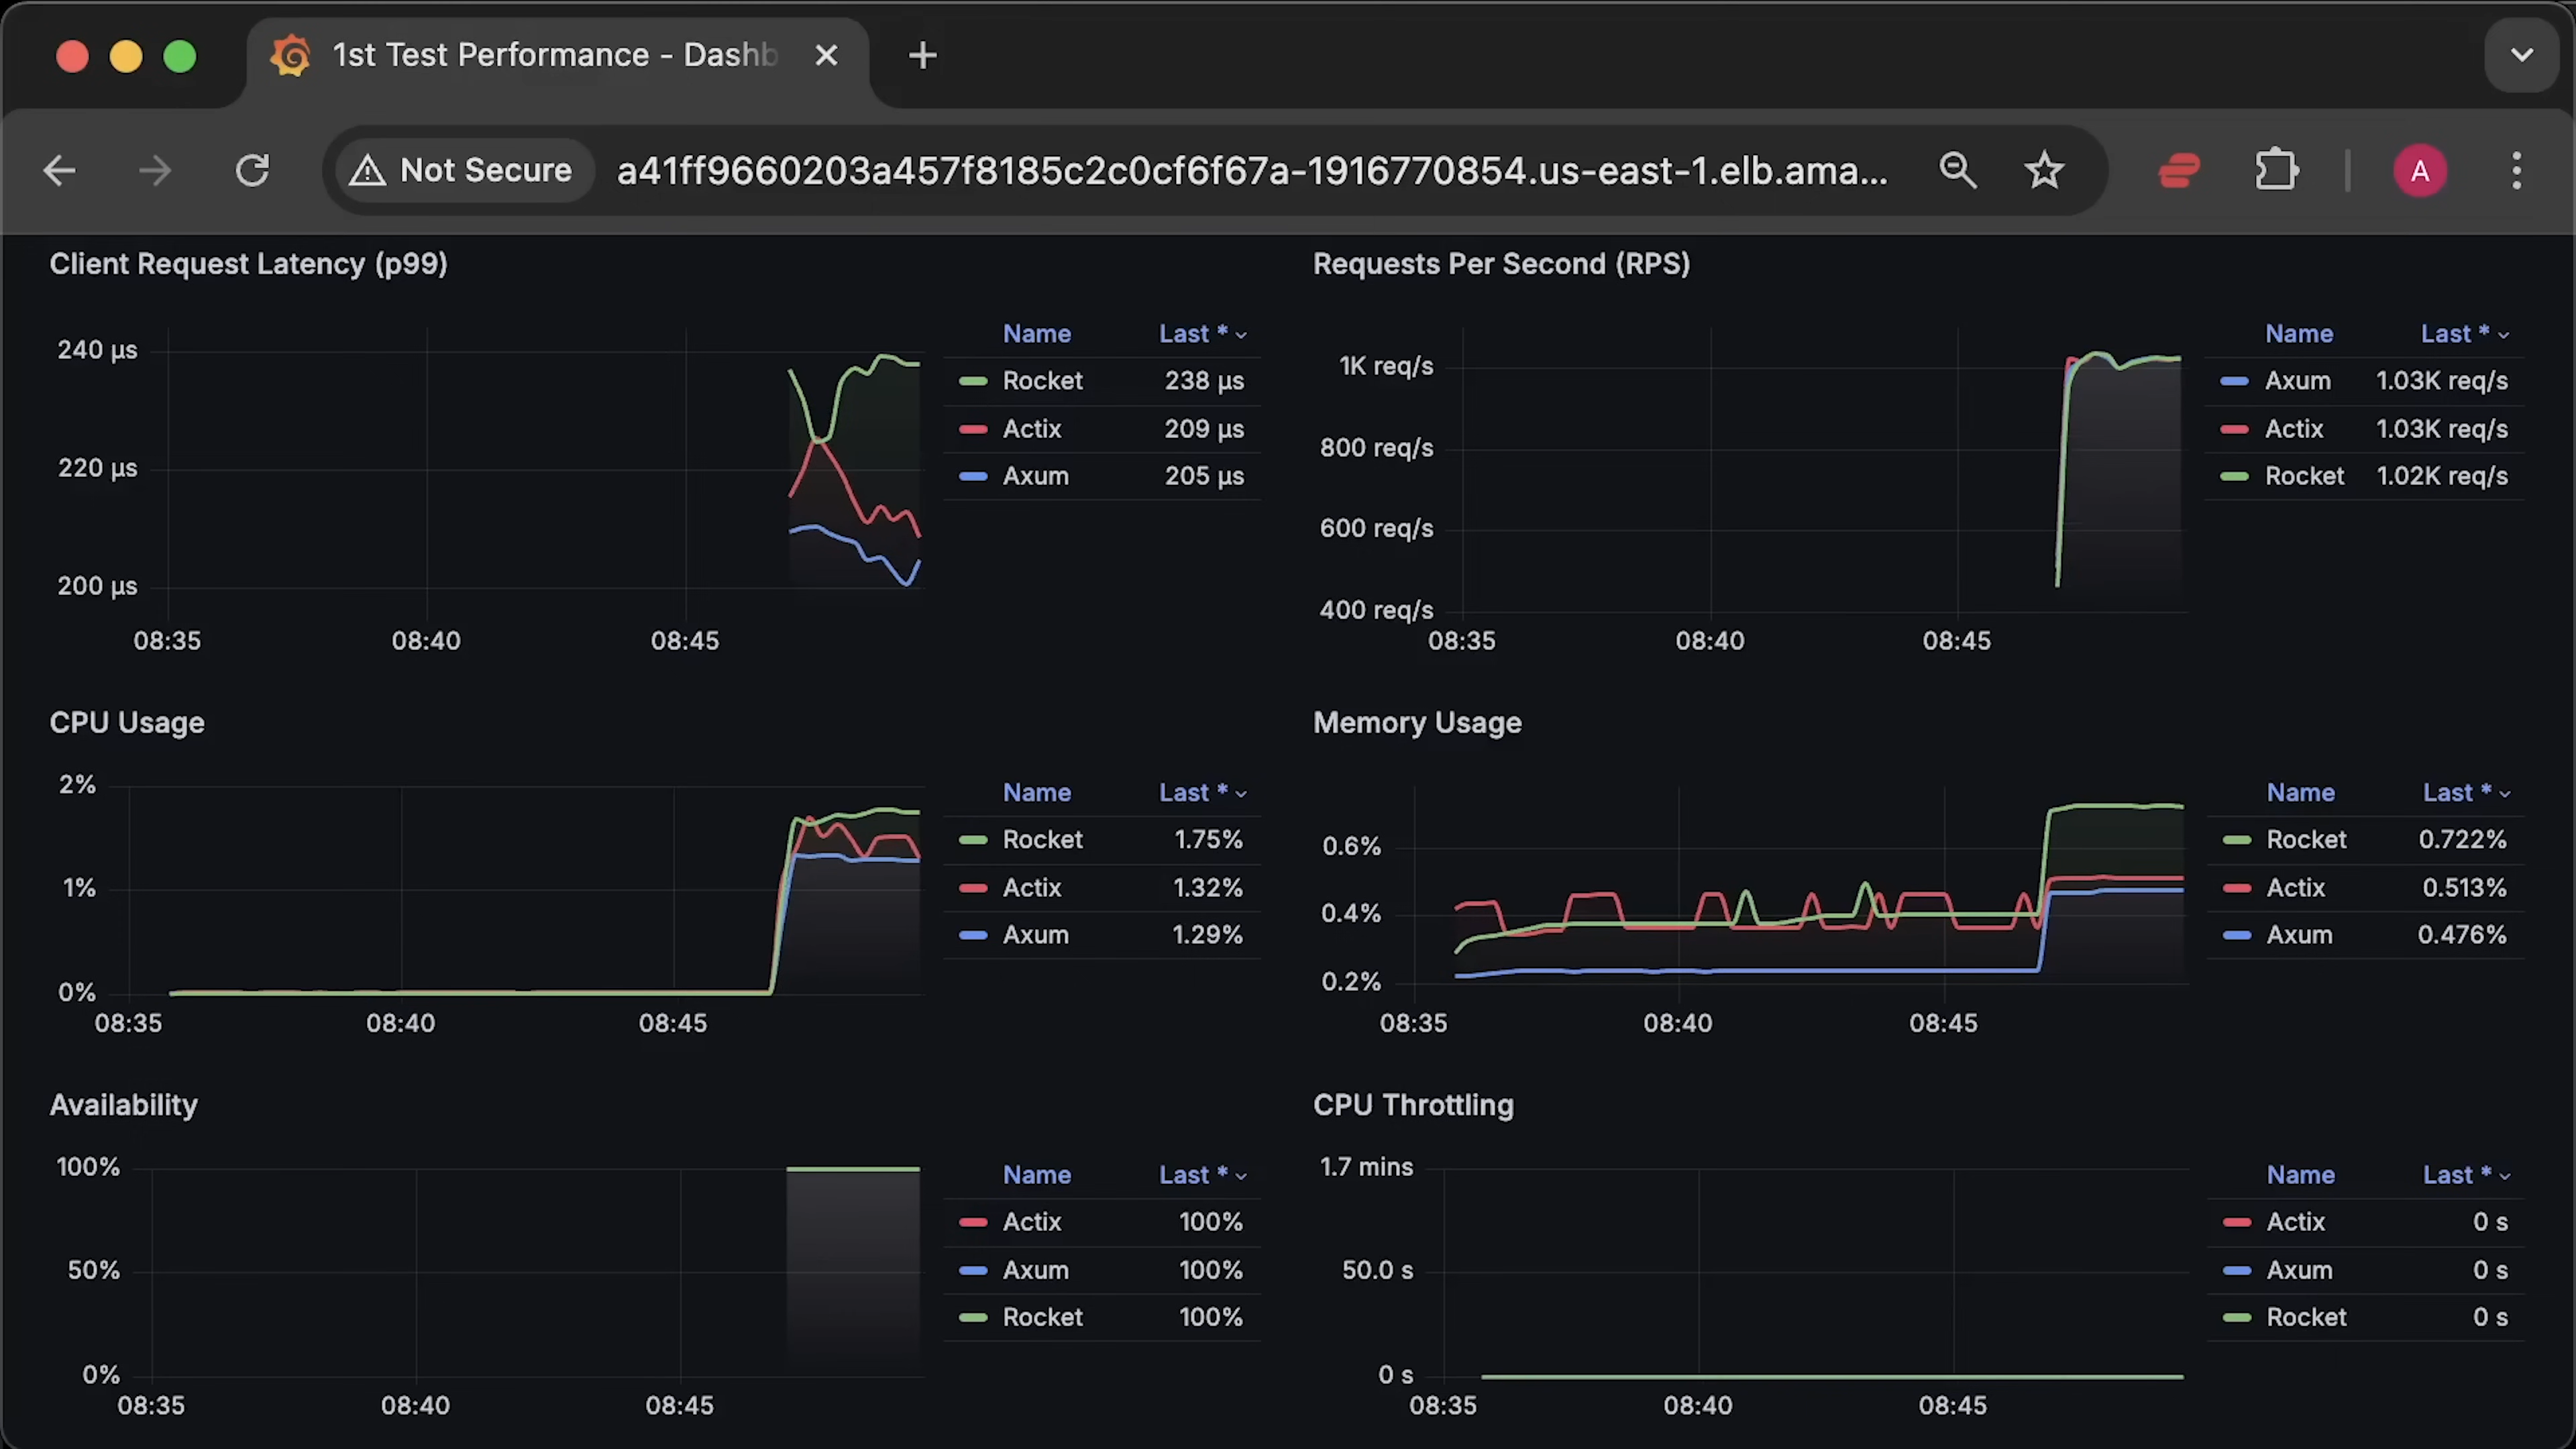 1st Test Performance - Dashb
Not Secure
a41ff9660203a457f8185c2c0cf6f67a-1916770854.us-east-1.elb.ama...
A
Client Request Latency (p99)
240 µs
220 µs
200 µs
08:35 08:40 08:45
Name Last *
Rocket 238 µs
Actix 209 µs
Axum 205 µs
Requests Per Second (RPS)
1K req/s
800 req/s
600 req/s
400 req/s
08:35 08:40 08:45
Name Last *
Axum 1.03K req/s
Actix 1.03K req/s
Rocket 1.02K req/s
CPU Usage
2%
1%
0%
08:35 08:40 08:45
Name Last *
Rocket 1.75%
Actix 1.32%
Axum 1.29%
Memory Usage
0.6%
0.4%
0.2%
08:35 08:40 08:45
Name Last *
Rocket 0.722%
Actix 0.513%
Axum 0.476%
Availability
100%
50%
0%
08:35 08:40 08:45
Name Last *
Actix 100%
Axum 100%
Rocket 100%
CPU Throttling
1.7 mins
50.0 s
0 s
08:35 08:40 08:45
Name Last *
Actix 0 s
Axum 0 s
Rocket 0 s